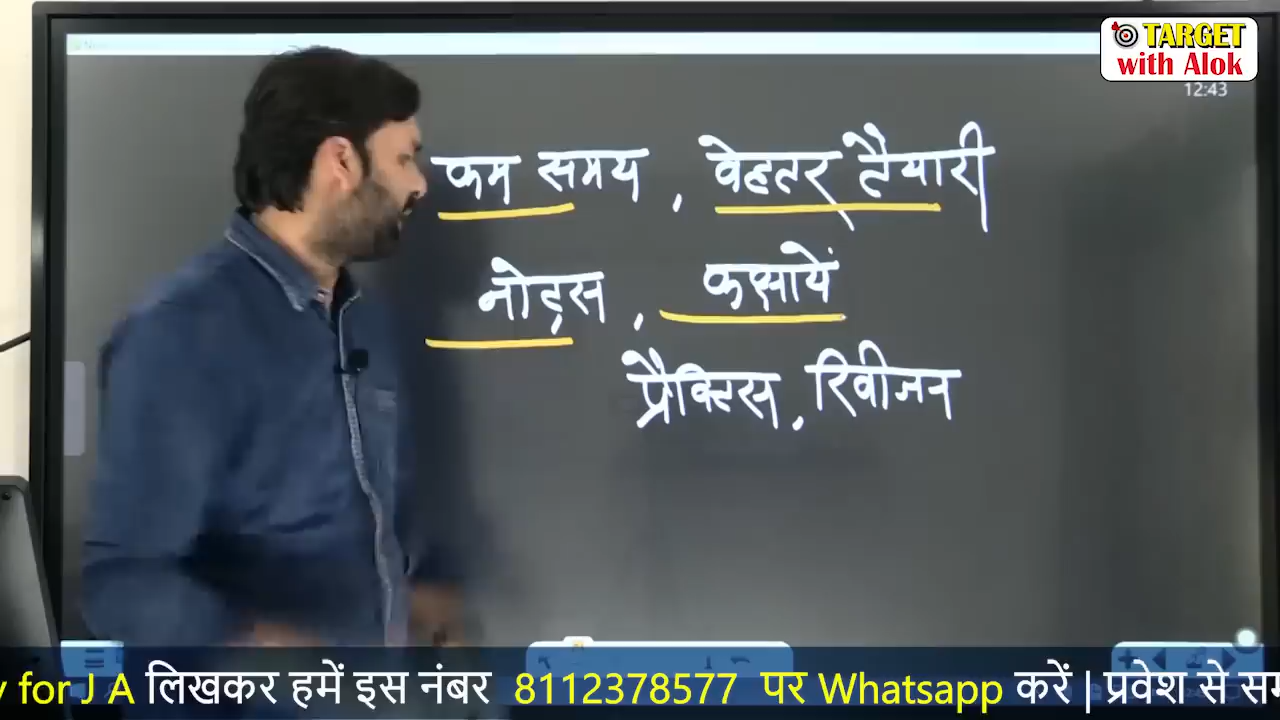 TARGET
with Alok
12:43
कम समय , वेहतर तैयारी
नोट्स , कक्षायें
प्रैक्टिस , रिवीजन
y for J A लिखकर हमें इस नंबर 8112378577 पर Whatsapp करें | प्रवेश से सम